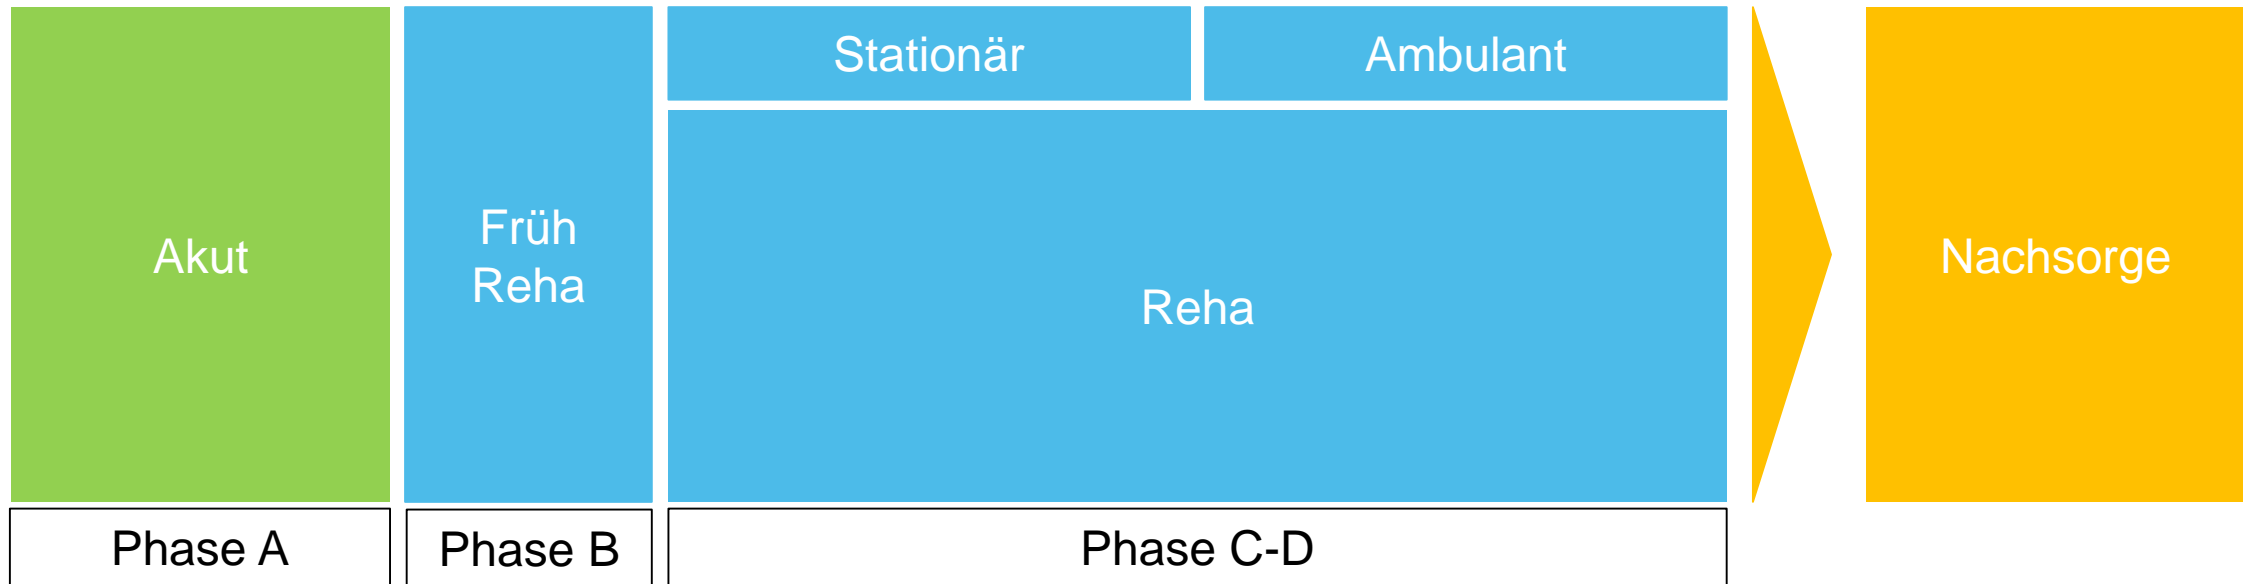 Akut
Früh
Reha
Stationär
Ambulant
Reha
Nachsorge
Phase A
Phase B
Phase C-D